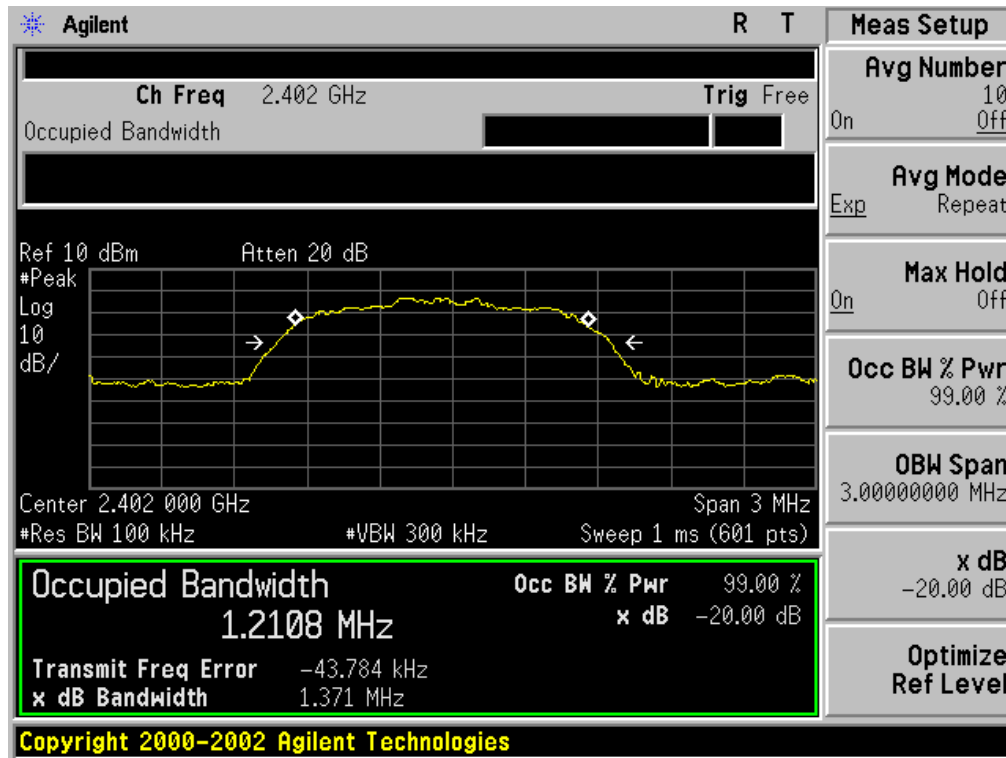 Agilent R T
Ch Freq 2.402 GHz Trig Free
Occupied Bandwidth
Ref 10 dBm Atten 20 dB
#Peak
Log
10
dB/
Center 2.402 000 GHz Span 3 MHz
#Res BW 100 kHz #VBW 300 kHz Sweep 1 ms (601 pts)
Occupied Bandwidth
1.2108 MHz
Occ BW % Pwr 99.00 %
x dB -20.00 dB
Transmit Freq Error -43.784 kHz
x dB Bandwidth 1.371 MHz
Copyright 2000-2002 Agilent Technologies
Meas Setup
Avg Number
10
On Off
Avg Mode
Exp Repeat
Max Hold
On Off
Occ BW % Pwr
99.00 %
OBW Span
3.00000000 MHz
x dB
-20.00 dB
Optimize
Ref Level